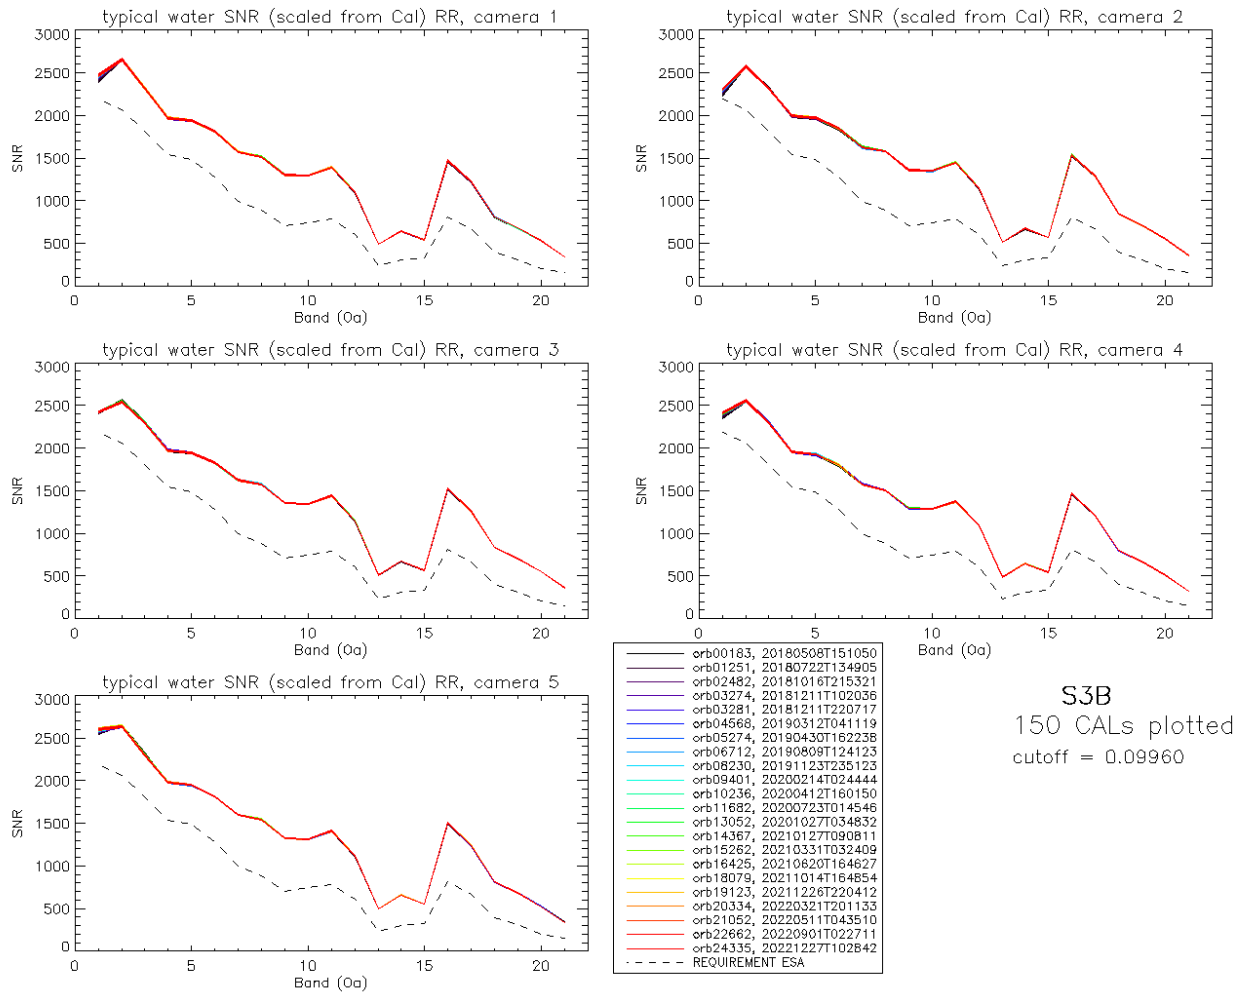 typical water SNR (scaled from Cal) RR, camera 1
3000
2500
2000
1500
1000
500
0
SNR
0 5 10 15 20
Band (Oa)
typical water SNR (scaled from Cal) RR, camera 2
3000
2500
2000
1500
1000
500
0
SNR
0 5 10 15 20
Band (Oa)
typical water SNR (scaled from Cal) RR, camera 3
3000
2500
2000
1500
1000
500
0
SNR
0 5 10 15 20
Band (Oa)
typical water SNR (scaled from Cal) RR, camera 4
3000
2500
2000
1500
1000
500
0
SNR
0 5 10 15 20
Band (Oa)
typical water SNR (scaled from Cal) RR, camera 5
3000
2500
2000
1500
1000
500
0
SNR
0 5 10 15 20
Band (Oa)
orb00183, 20180508T151050
orb01251, 20180722T134905
orb02482, 20181016T215321
orb03274, 20181211T102036
orb03281, 20181211T220717
orb04568, 20190312T041119
orb05274, 20190430T162238
orb06712, 20190809T124123
orb08230, 20191123T235123
orb09401, 20200214T024444
orb10236, 20200412T160150
orb11682, 20200723T014546
orb13052, 20201027T034832
orb14367, 20210127T090811
orb15262, 20210331T032409
orb16425, 20210620T164627
orb18079, 20211014T164854
orb19123, 20211226T220412
orb20334, 20220321T201133
orb21052, 20220511T043510
orb22662, 20220901T022711
orb24335, 20221227T102842
REQUIREMENT ESA
S3B
150 CALs plotted
cutoff = 0.09960